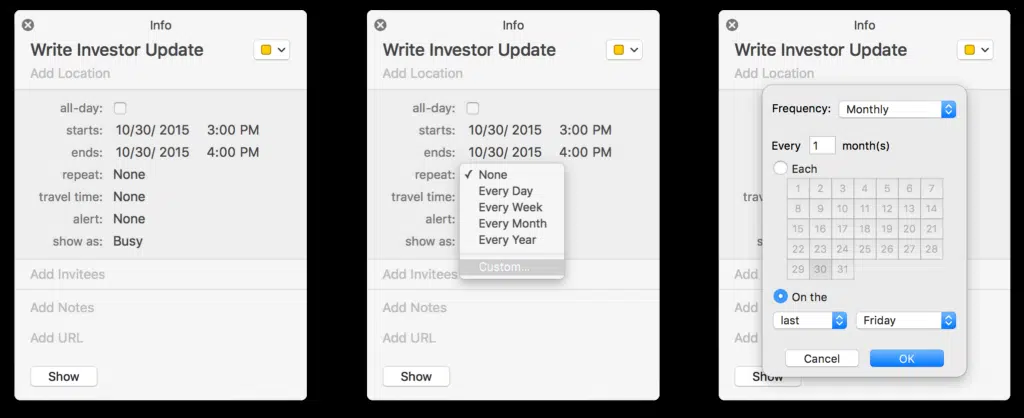 Info
Write Investor Update
Add Location
all-day:
starts: 10/30/ 2015 3:00 PM
ends: 10/30/ 2015 4:00 PM
repeat: None
travel time: None
alert: None
show as: Busy
Add Invitees
Add Notes
Add URL
Show
Info
Write Investor Update
Add Location
all-day:
starts: 10/30/ 2015 3:00 PM
ends: 10/30/ 2015 4:00 PM
repeat: ✓ None
travel time: Every Day
Every Week
alert: Every Month
show as: Every Year
Custom...
Add Invitees
Add Notes
Add URL
Show
Info
Write Investor Update
Add Location
Frequency: Monthly
Every 1 month(s)
Each
1 2 3 4 5 6 7
8 9 10 11 12 13 14
15 16 17 18 19 20 21
22 23 24 25 26 27 28
29 30 31
On the
last Friday
Cancel OK
Add
Add
Add
Show